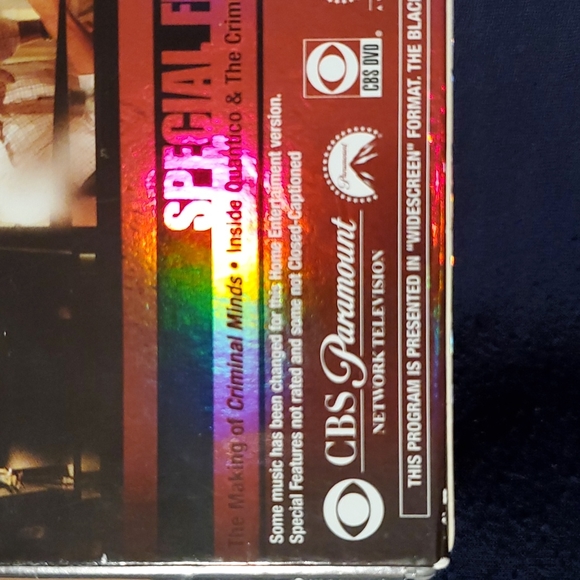 SPECIAL
The Making of Criminal Minds • Inside Quantico & The Crim
Some music has been changed for this Home Entertainment version.
Special Features not rated and some not Closed-Captioned
CBS Paramount
NETWORK TELEVISION
Paramount
CBS DVD
THIS PROGRAM IS PRESENTED IN "WIDESCREEN" FORMAT. THE BLAC